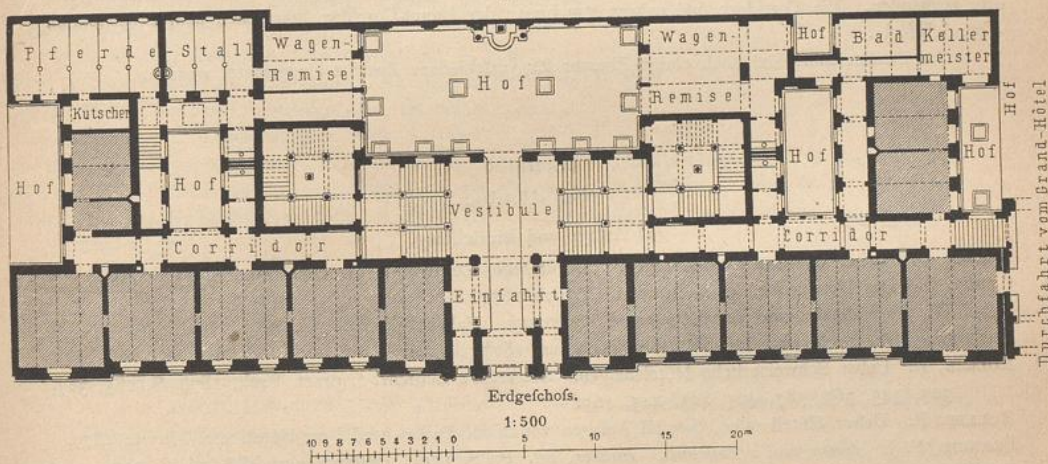 Pferde-Stall
Wagen-
Remise
Hof
Wagen-
Remise
Hof
Bad
Keller
meister
Kutscher
Hof
Hof
Vestibule
Hof
Hof
Hof
Durchfahrt vom Grand-Hôtel
Corridor
Corridor
Einfahrt
Erdgeſchoſs.
1:500
10 9 8 7 6 5 4 3 2 1 0 5 10 15 20m